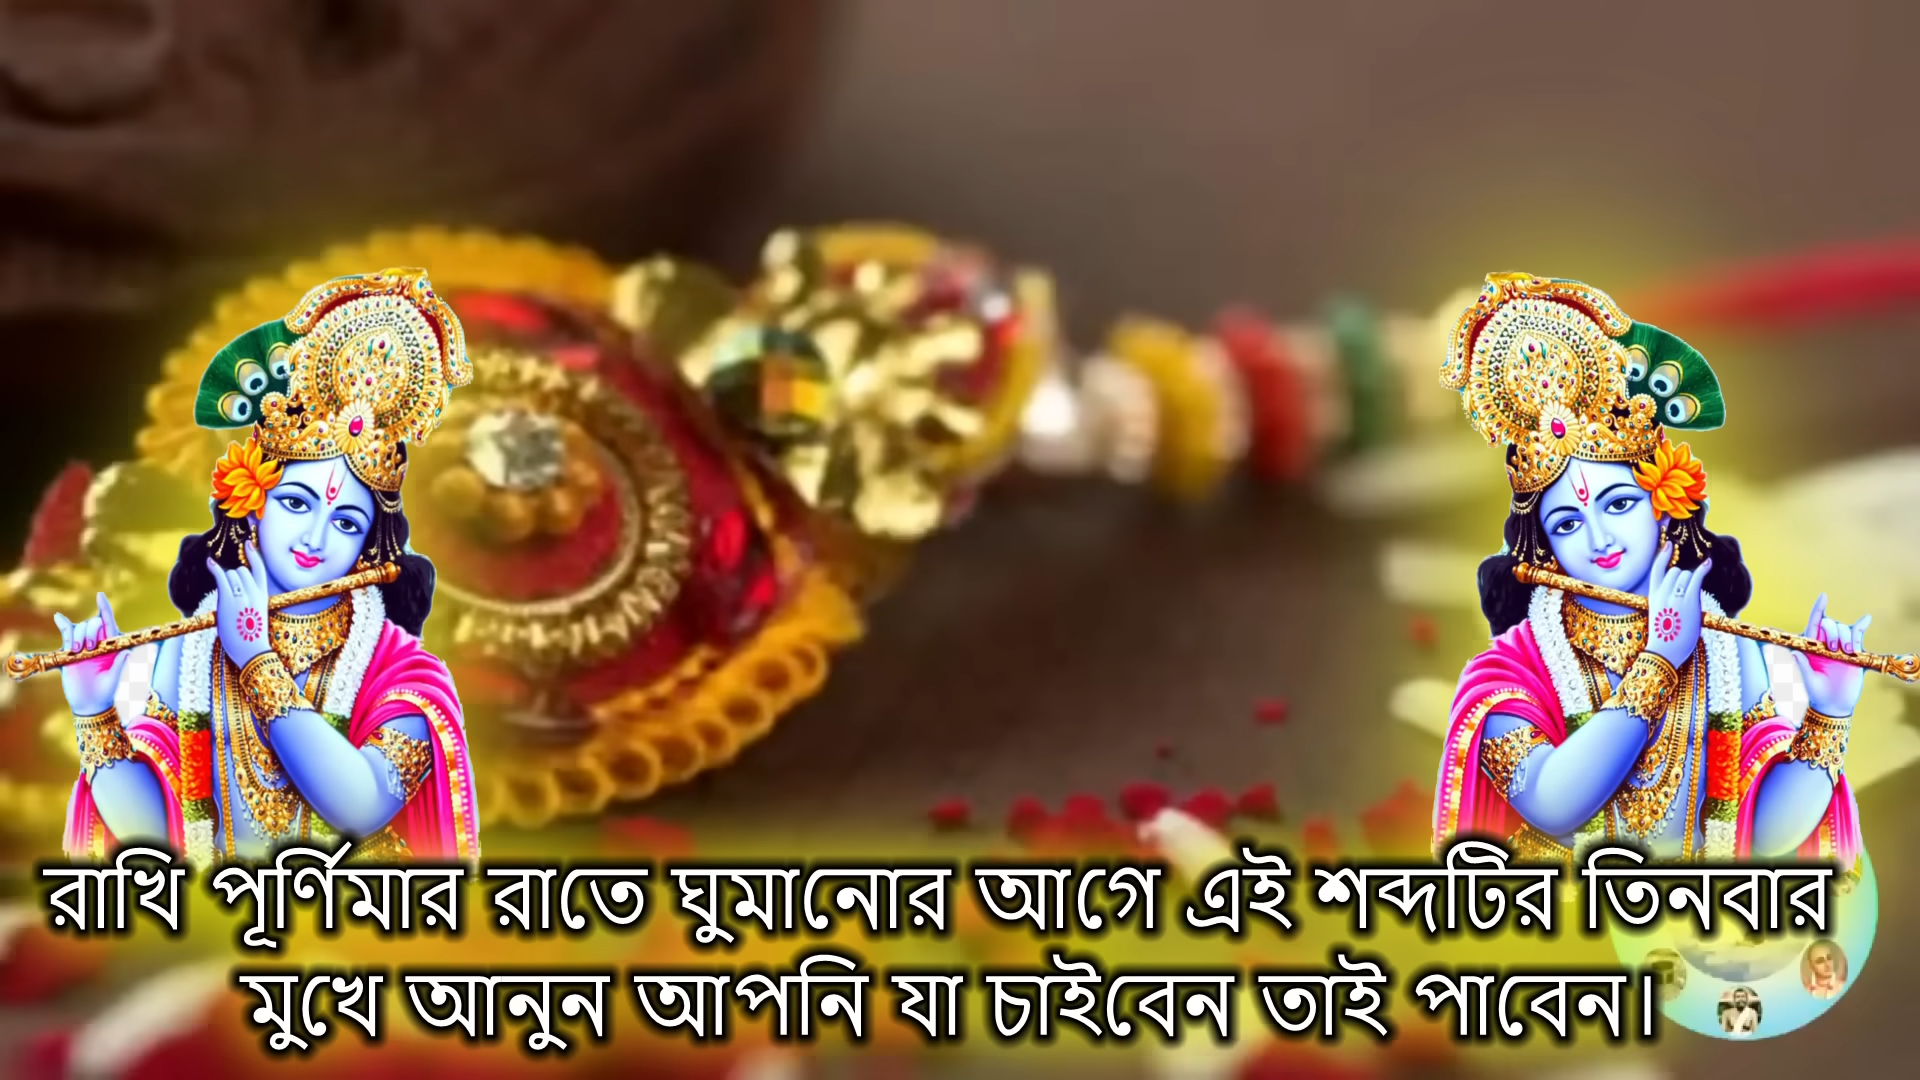 রাখি পূর্ণিমার রাতে ঘুমানোর আগে এই শব্দটির তিনবার
মুখে আনুন আপনি যা চাইবেন তাই পাবেন।